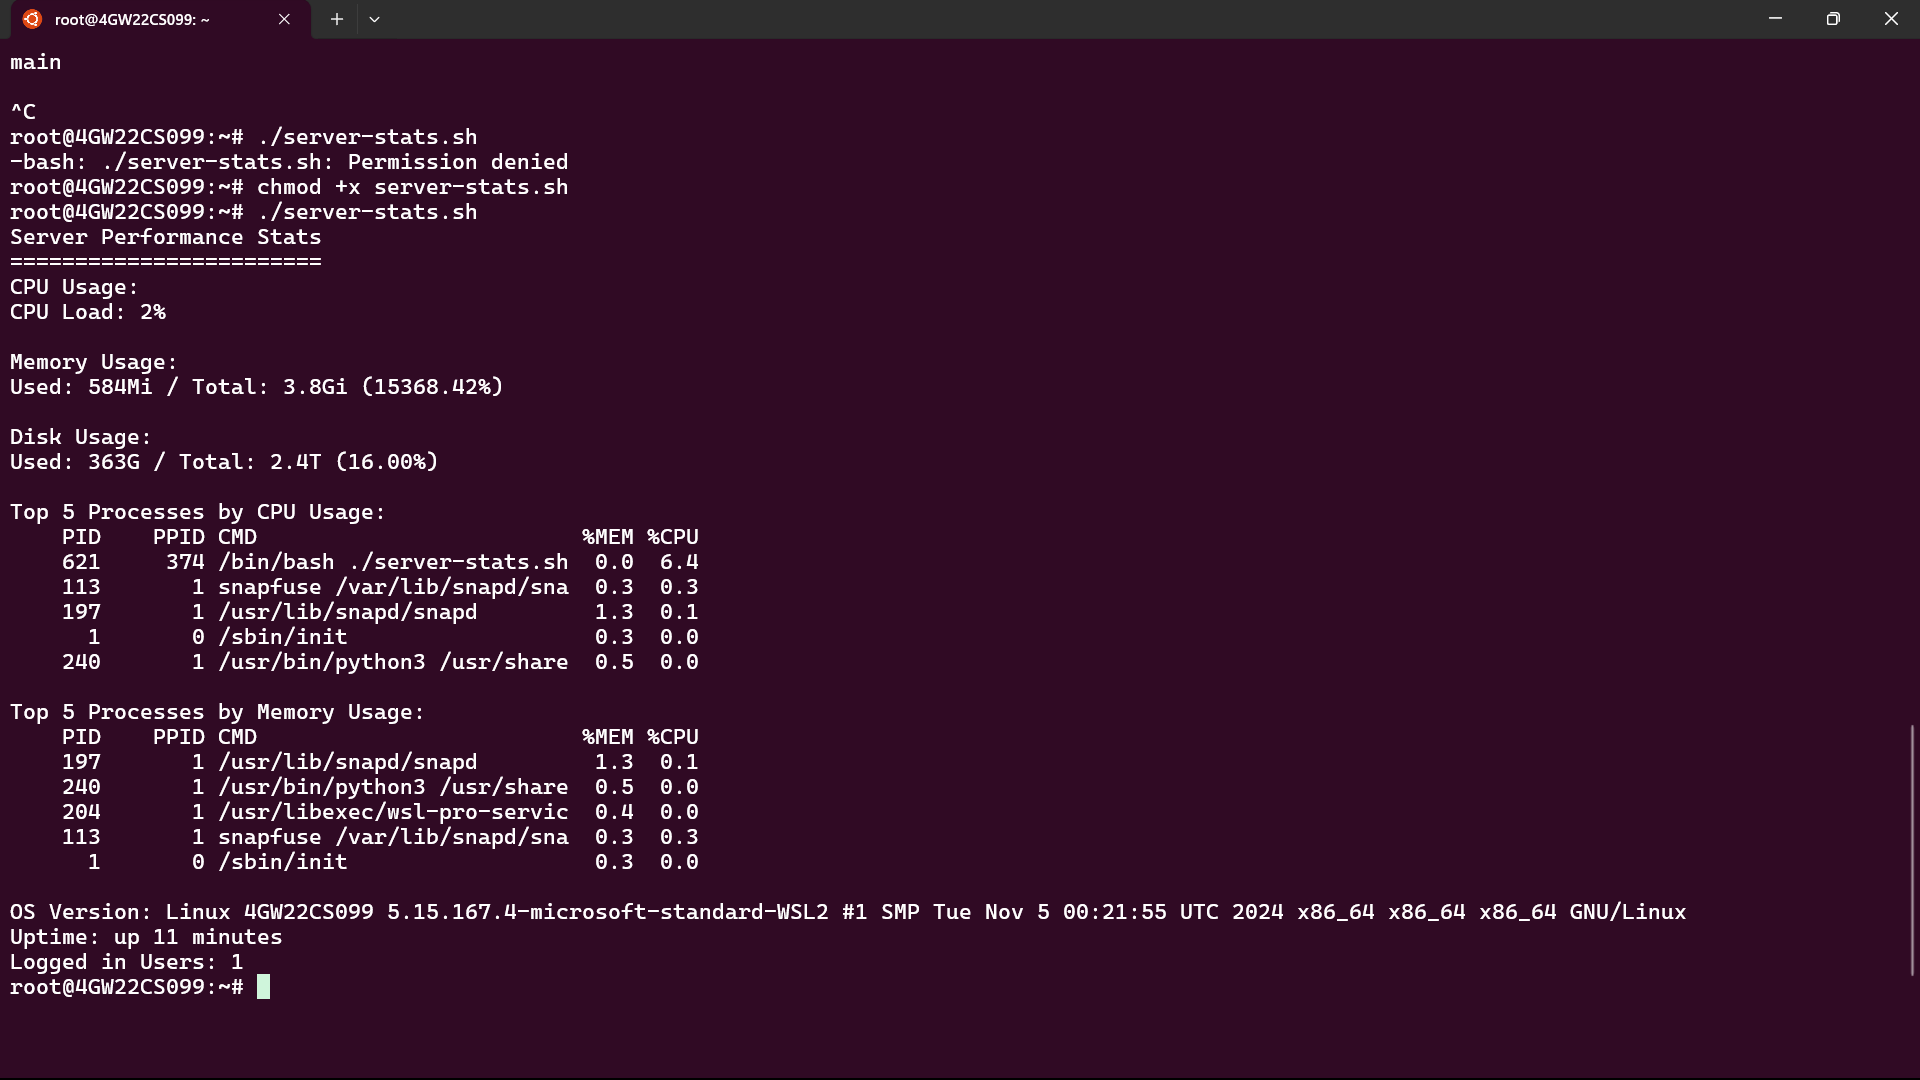 root@4GW22CS099: ~
main
^C
root@4GW22CS099:~# ./server-stats.sh
-bash: ./server-stats.sh: Permission denied
root@4GW22CS099:~# chmod +x server-stats.sh
root@4GW22CS099:~# ./server-stats.sh
Server Performance Stats
========================
CPU Usage:
CPU Load: 2%
Memory Usage:
Used: 584Mi / Total: 3.8Gi (15368.42%)
Disk Usage:
Used: 363G / Total: 2.4T (16.00%)
Top 5 Processes by CPU Usage:
    PID    PPID CMD                         %MEM %CPU
    621     374 /bin/bash ./server-stats.sh  0.0  6.4
    113       1 snapfuse /var/lib/snapd/sna  0.3  0.3
    197       1 /usr/lib/snapd/snapd         1.3  0.1
      1       0 /sbin/init                   0.3  0.0
    240       1 /usr/bin/python3 /usr/share  0.5  0.0
Top 5 Processes by Memory Usage:
    PID    PPID CMD                         %MEM %CPU
    197       1 /usr/lib/snapd/snapd         1.3  0.1
    240       1 /usr/bin/python3 /usr/share  0.5  0.0
    204       1 /usr/libexec/wsl-pro-servic  0.4  0.0
    113       1 snapfuse /var/lib/snapd/sna  0.3  0.3
      1       0 /sbin/init                   0.3  0.0
OS Version: Linux 4GW22CS099 5.15.167.4-microsoft-standard-WSL2 #1 SMP Tue Nov 5 00:21:55 UTC 2024 x86_64 x86_64 x86_64 GNU/Linux
Uptime: up 11 minutes
Logged in Users: 1
root@4GW22CS099:~#